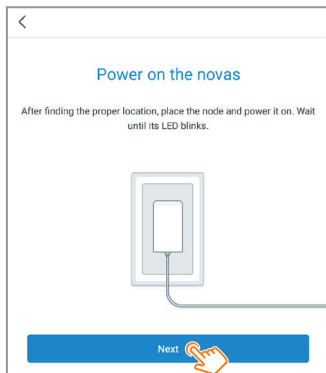 Power on the novas
After finding the proper location, place the node and power it on. Wait
until its LED blinks.
Next